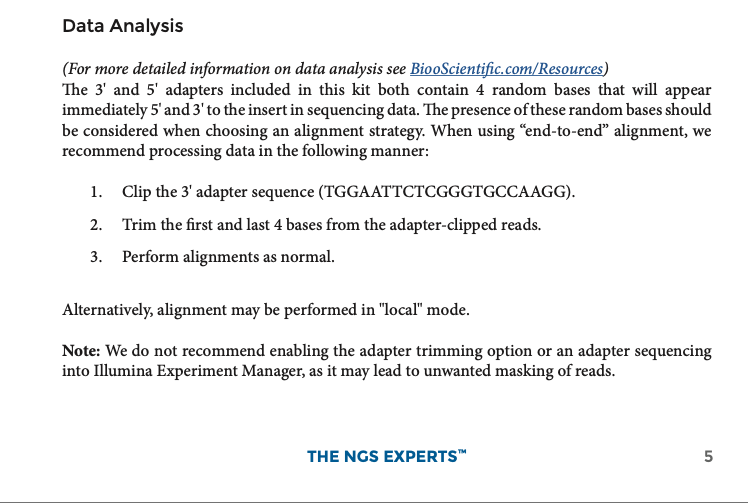 Data Analysis
(For more detailed information on data analysis see BiooScientific.com/Resources)
The 3' and 5' adapters included in this kit both contain 4 random bases that will appear
immediately 5' and 3' to the insert in sequencing data. The presence of these random bases should
be considered when choosing an alignment strategy. When using “end-to-end” alignment, we
recommend processing data in the following manner:
1. Clip the 3' adapter sequence (TGGAATTCTCGGGTGCCAAGG).
2. Trim the first and last 4 bases from the adapter-clipped reads.
3. Perform alignments as normal.
Alternatively, alignment may be performed in "local" mode.
Note: We do not recommend enabling the adapter trimming option or an adapter sequencing
into Illumina Experiment Manager, as it may lead to unwanted masking of reads.
THE NGS EXPERTS™ 5